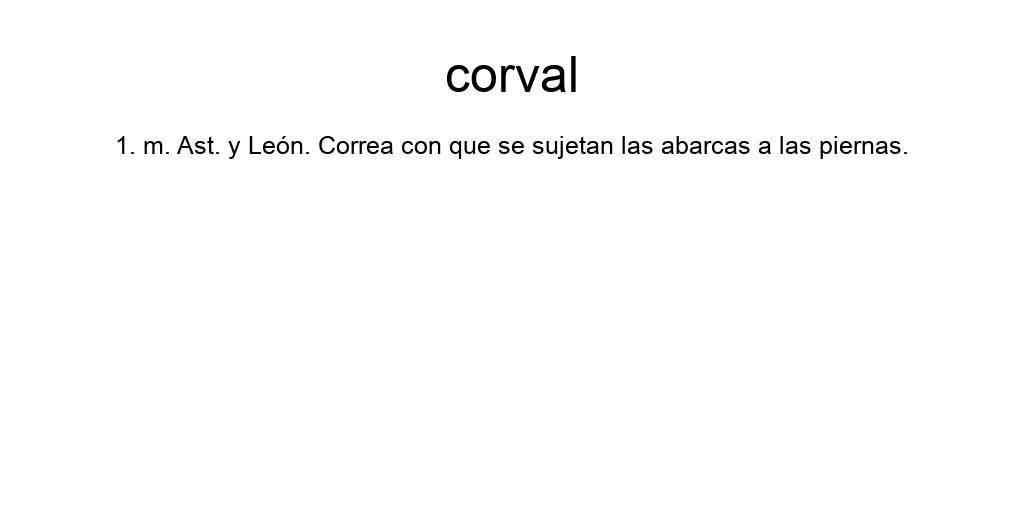 corval
1. m. Ast. y León. Correa con que se sujetan las abarcas a las piernas.